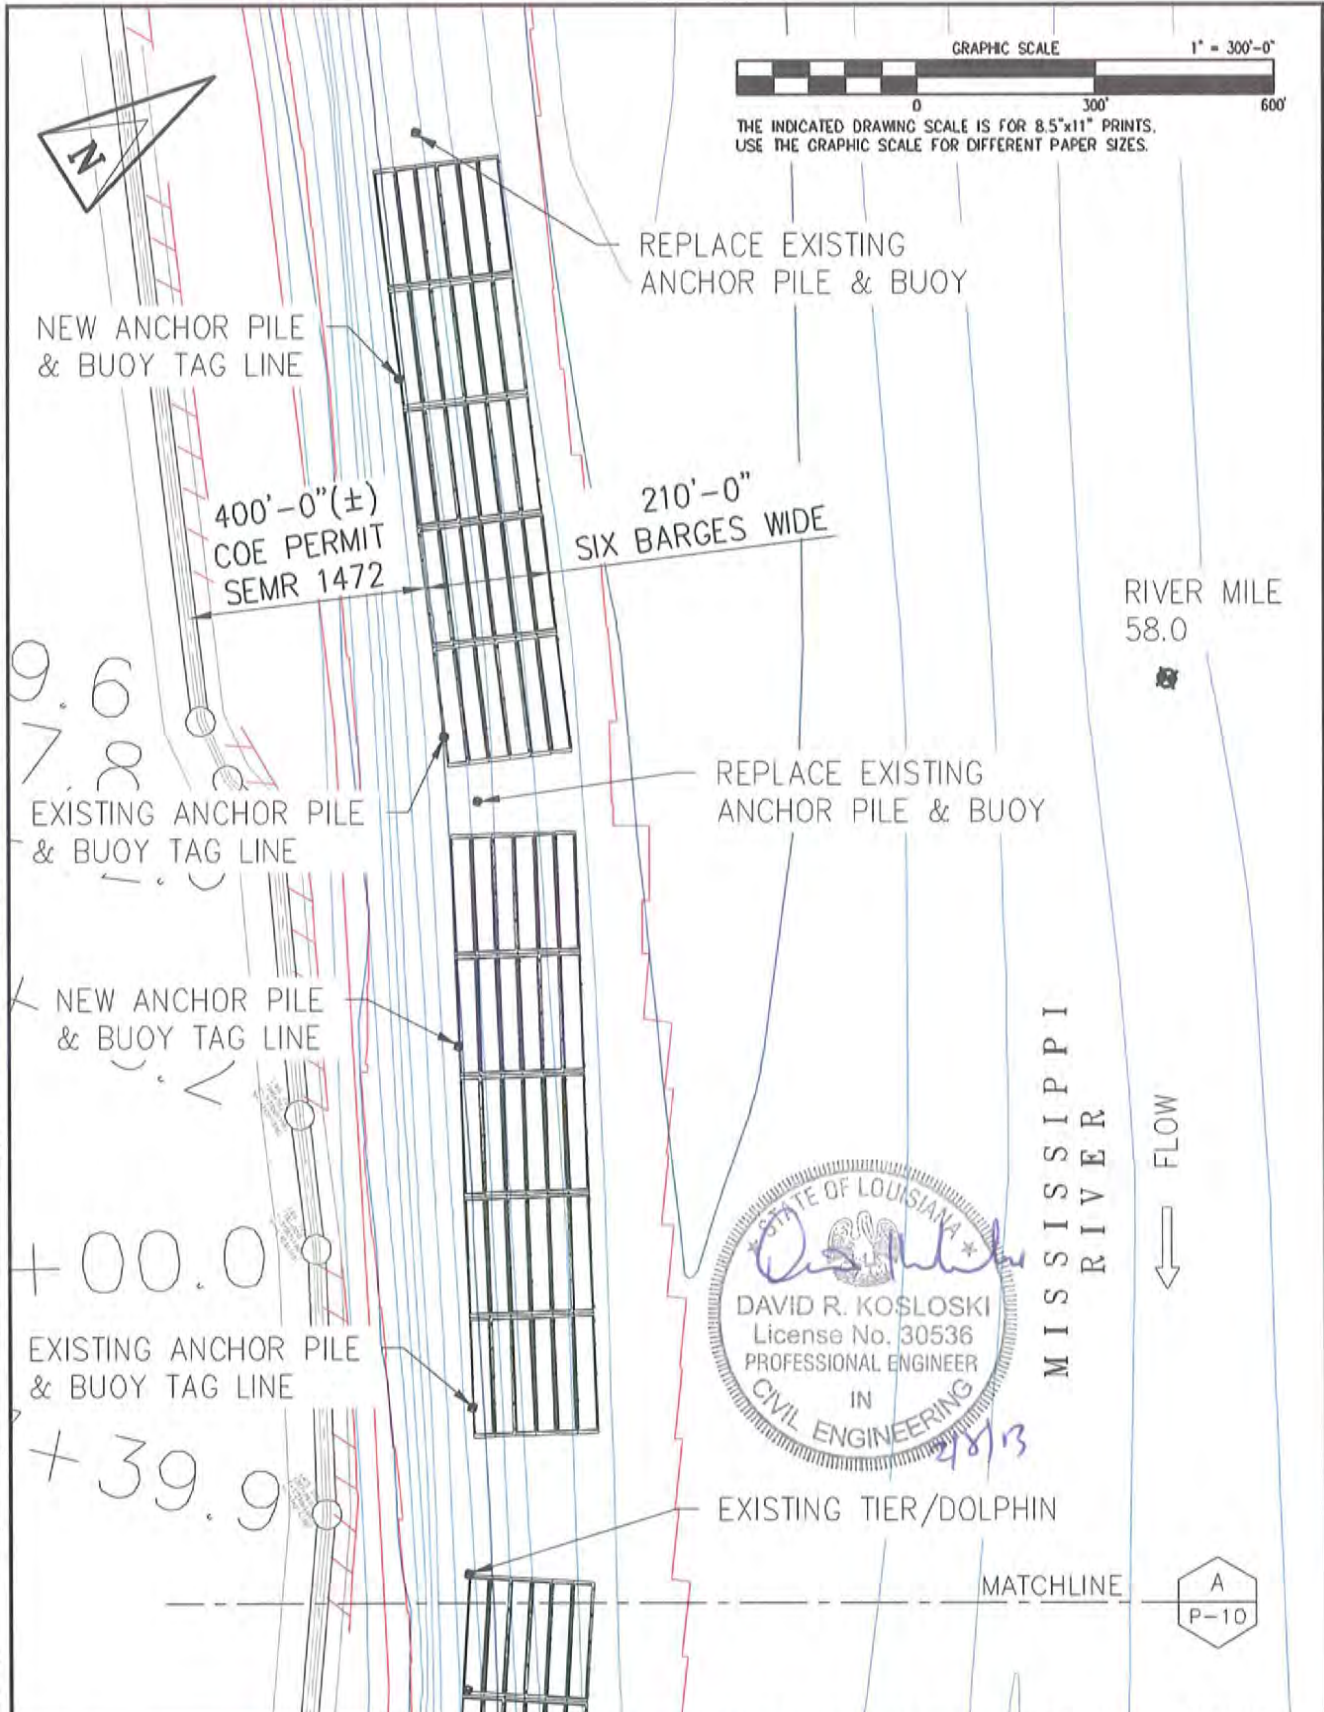 GRAPHIC SCALE
1" = 300'-0"
0 300' 600'
THE INDICATED DRAWING SCALE IS FOR 8.5"x11" PRINTS.
USE THE GRAPHIC SCALE FOR DIFFERENT PAPER SIZES.
N
REPLACE EXISTING
ANCHOR PILE & BUOY
NEW ANCHOR PILE
& BUOY TAG LINE
400'-0"(±)
COE PERMIT
SEMR 1472
210'-0"
SIX BARGES WIDE
RIVER MILE
58.0
9.6
7.8
EXISTING ANCHOR PILE
& BUOY TAG LINE
REPLACE EXISTING
ANCHOR PILE & BUOY
NEW ANCHOR PILE
& BUOY TAG LINE
MISSISSIPPI
RIVER
FLOW
+ 00.0
STATE OF LOUISIANA
DAVID R. KOSLOSKI
License No. 30536
PROFESSIONAL ENGINEER
IN
CIVIL ENGINEERING
2/8/13
EXISTING ANCHOR PILE
& BUOY TAG LINE
+ 39.9
EXISTING TIER/DOLPHIN
MATCHLINE
A
P-10